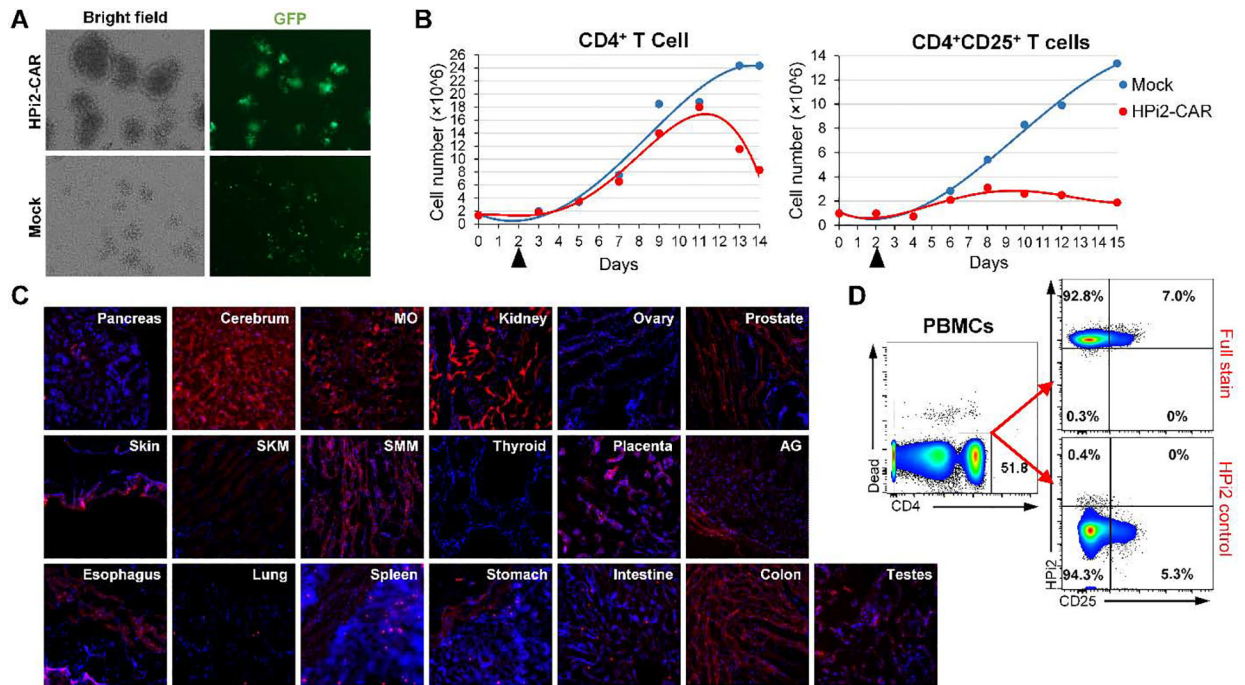 A
Bright field
GFP
HPi2-CAR
Mock
B
CD4⁺ T Cell
Cell number (×10^6)
26
24
22
20
18
16
14
12
10
8
6
4
2
0
0 1 2 3 4 5 6 7 8 9 10 11 12 13 14
Days
CD4⁺CD25⁺ T cells
Cell number (×10^6)
14
12
10
8
6
4
2
0
0 1 2 3 4 5 6 7 8 9 10 11 12 13 14 15
Days
Mock
HPi2-CAR
C
Pancreas
Cerebrum
MO
Kidney
Ovary
Prostate
Skin
SKM
SMM
Thyroid
Placenta
AG
Esophagus
Lung
Spleen
Stomach
Intestine
Colon
Testes
D
PBMCs
Dead
CD4
51.8
92.8%
7.0%
0.3%
0%
Full stain
0.4%
0%
94.3%
5.3%
HPi2 control
HPI2
CD25